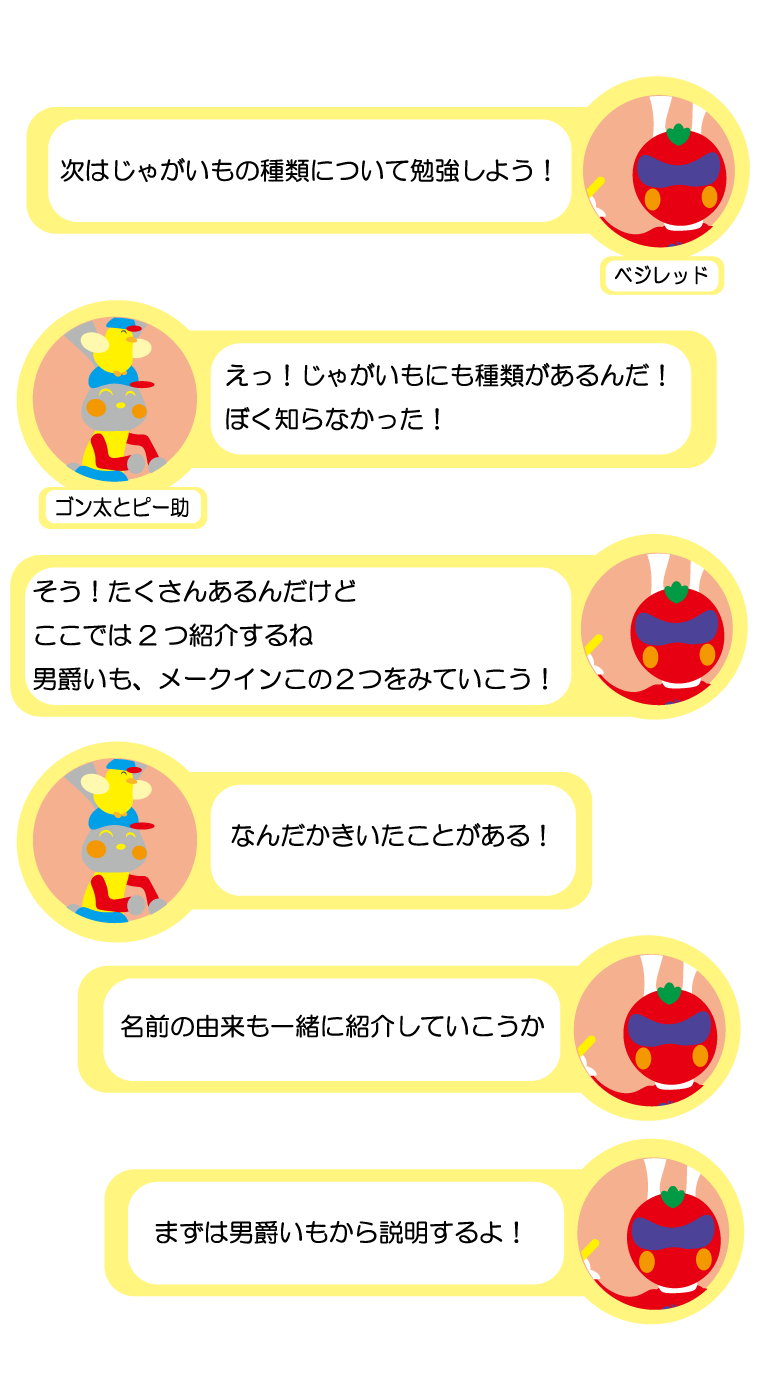 次はじゃがいもの種類について勉強しよう！
ベジレッド
えっ！じゃがいもにも種類があるんだ！
ぼく知らなかった！
ゴン太とピー助
そう！たくさんあるんだけど
ここでは２つ紹介するね
男爵いも、メークインこの２つをみていこう！
なんだかきいたことがある！
名前の由来も一緒に紹介していこうか
まずは男爵いもから説明するよ！